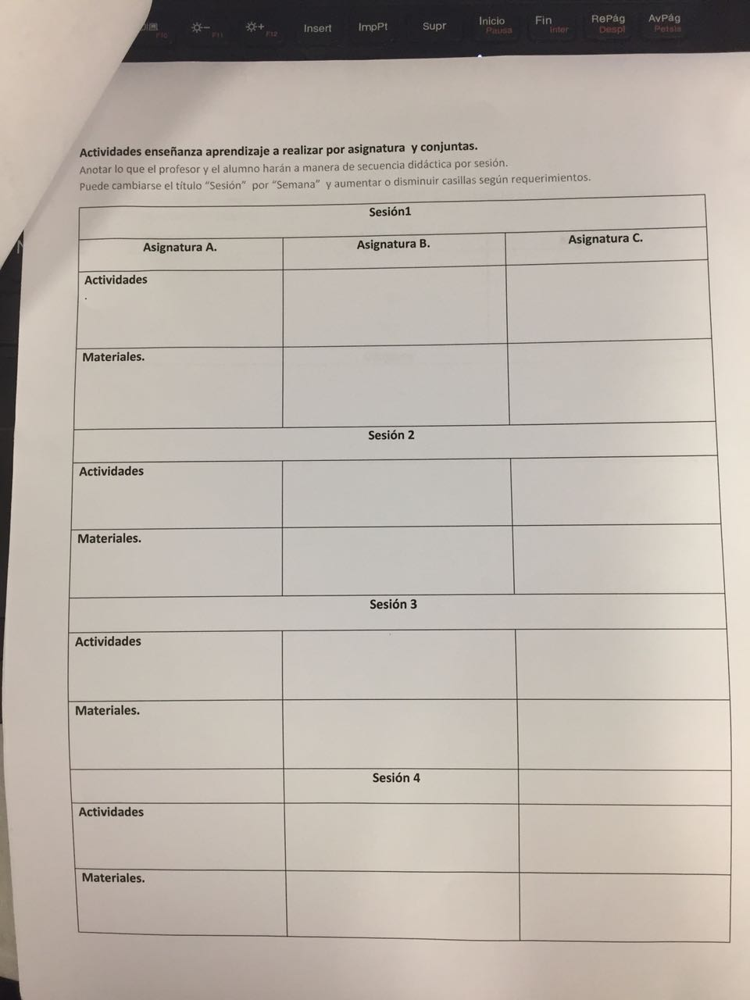 F10
F11
F12
Insert
ImpPt
Supr
Inicio
Pausa
Fin
Inter
RePág
Despl
AvPág
PetSis
Actividades enseñanza aprendizaje a realizar por asignatura y conjuntas.
Anotar lo que el profesor y el alumno harán a manera de secuencia didáctica por sesión.
Puede cambiarse el título “Sesión” por “Semana” y aumentar o disminuir casillas según requerimientos.
Sesión1
Asignatura A. Asignatura B. Asignatura C.
Actividades
.
Materiales.
Sesión 2
Actividades
Materiales.
Sesión 3
Actividades
Materiales.
Sesión 4
Actividades
Materiales.